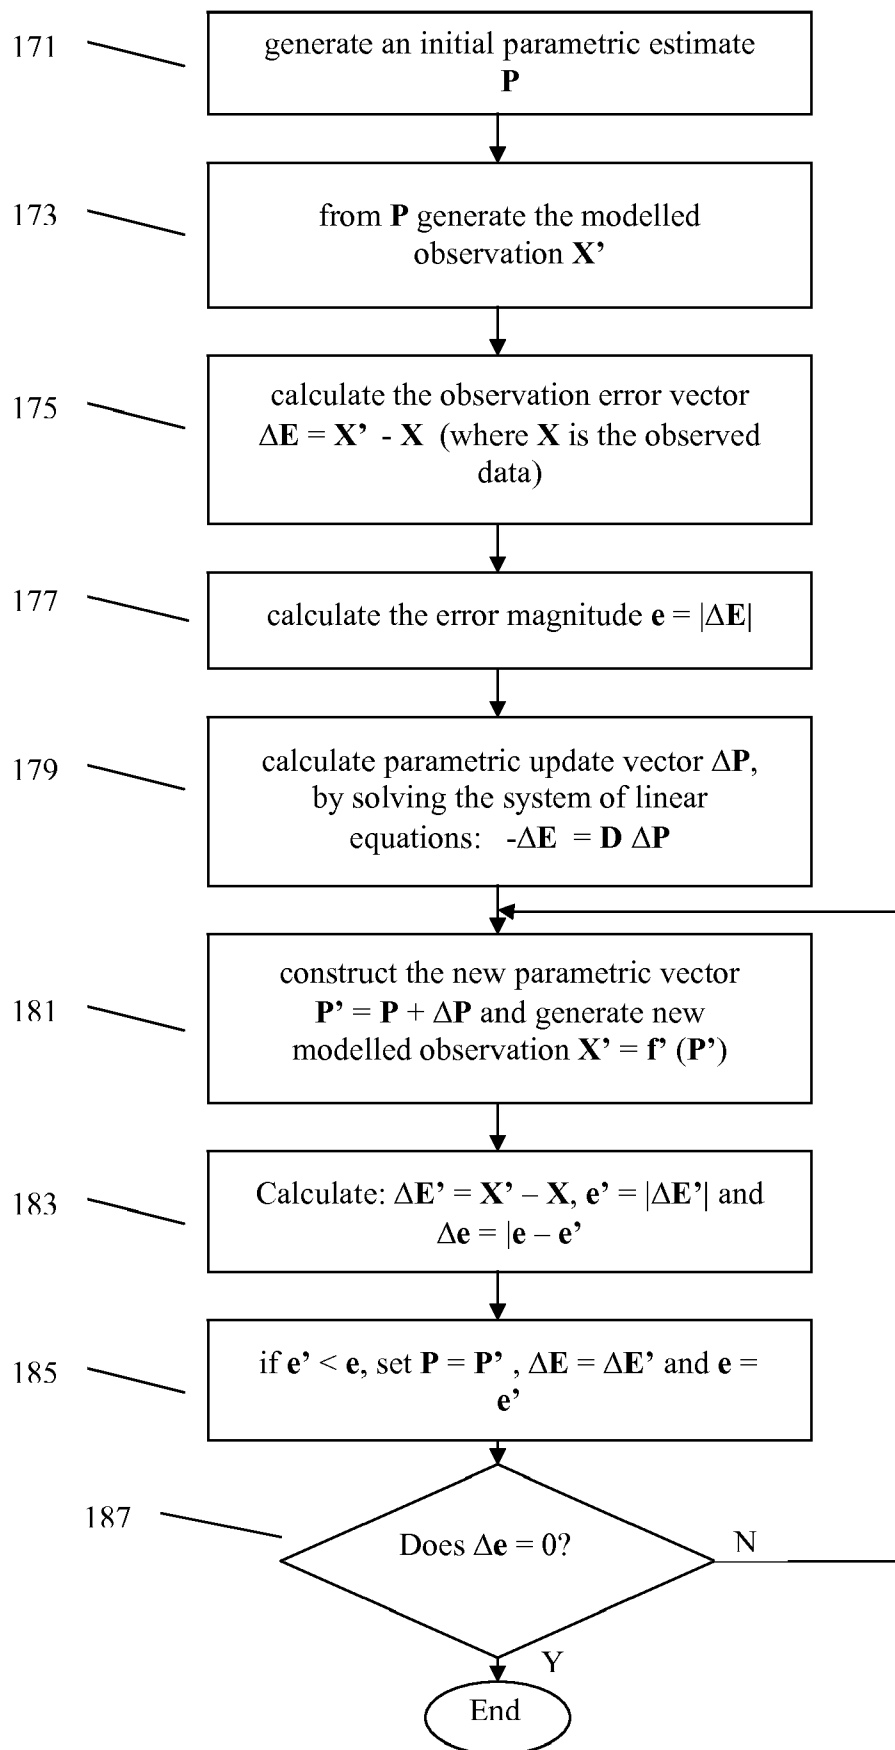 171
generate an initial parametric estimate
P
173
from P generate the modelled
observation X’
175
calculate the observation error vector
ΔE = X’ - X (where X is the observed
data)
177
calculate the error magnitude e = |ΔE|
179
calculate parametric update vector ΔP,
by solving the system of linear
equations: -ΔE = D ΔP
181
construct the new parametric vector
P’ = P + ΔP and generate new
modelled observation X’ = f’ (P’)
183
Calculate: ΔE’ = X’ – X, e’ = |ΔE’| and
Δe = |e – e’
185
if e’ < e, set P = P’ , ΔE = ΔE’ and e =
e’
187
Does Δe = 0?
N
Y
End